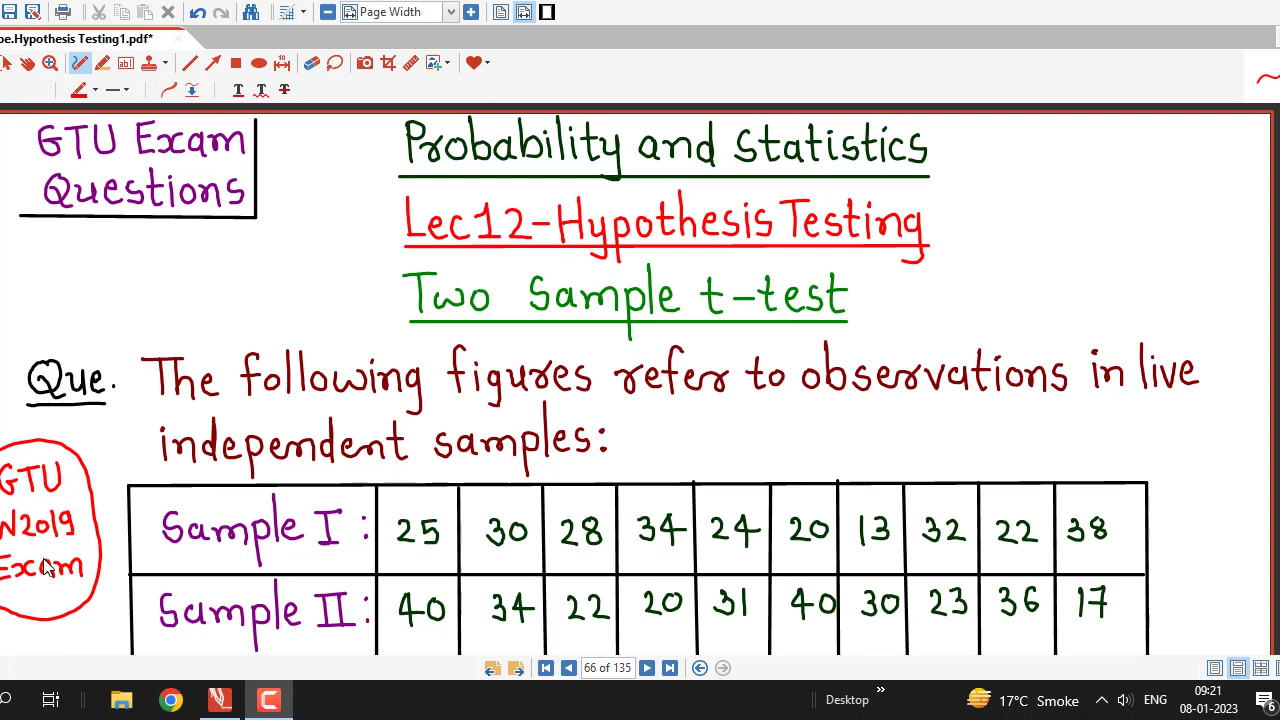 Page Width
pe.Hypothesis Testing1.pdf*
GTU Exam
Questions
Probability and Statistics
Lec12-Hypothesis Testing
Two Sample t-test
Que. The following figures refer to observations in live
independent samples:
GTU
W2019
Exam
Sample I : 25 30 28 34 24 20 13 32 22 38
Sample II : 40 34 22 20 31 40 30 23 36 17
66 of 135
Desktop » 17°C Smoke ENG 09:21
08-01-2023 6